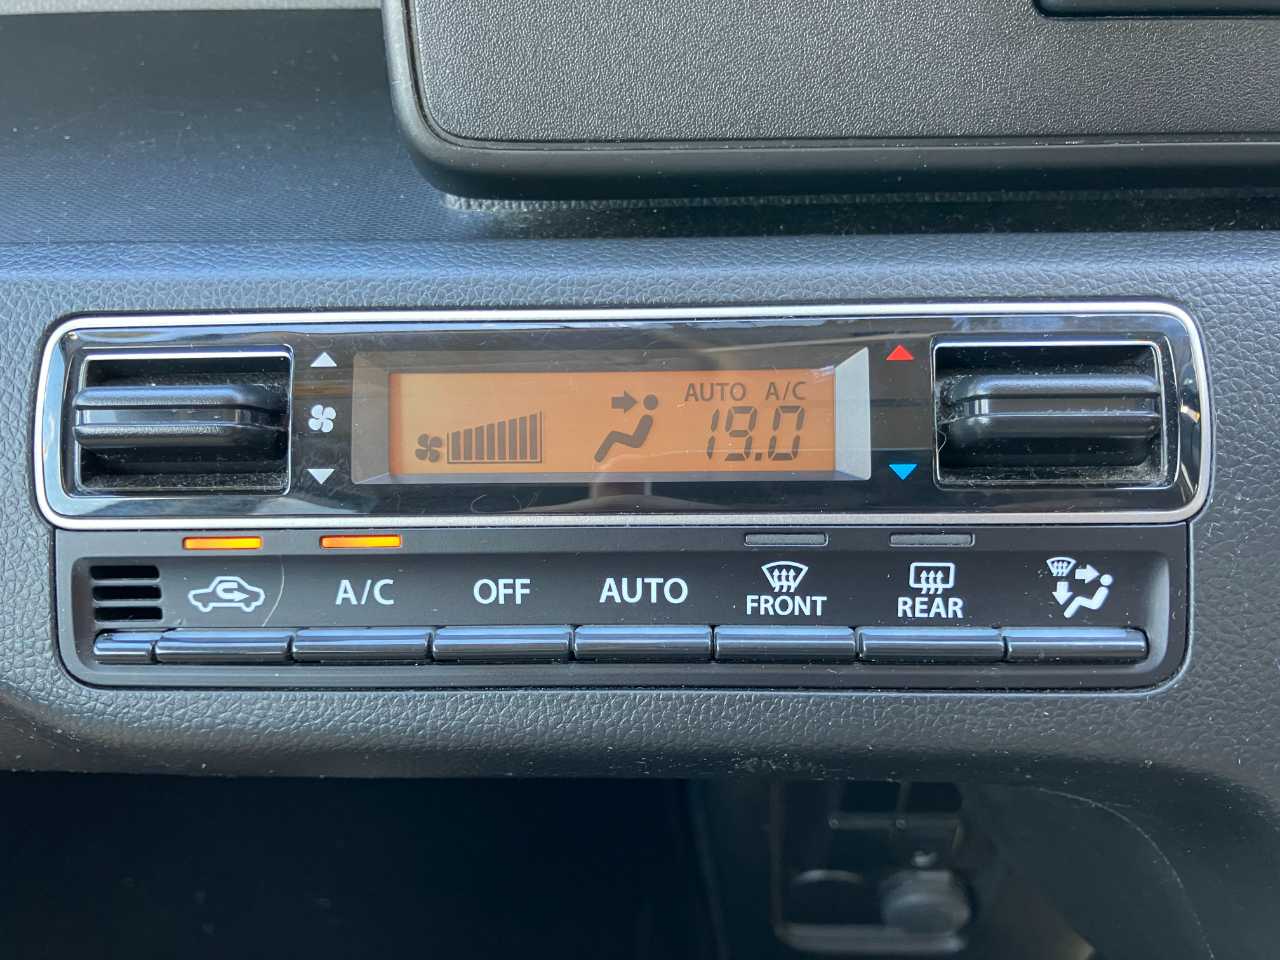 AUTO A/C
19.0
A/C
OFF
AUTO
FRONT
REAR